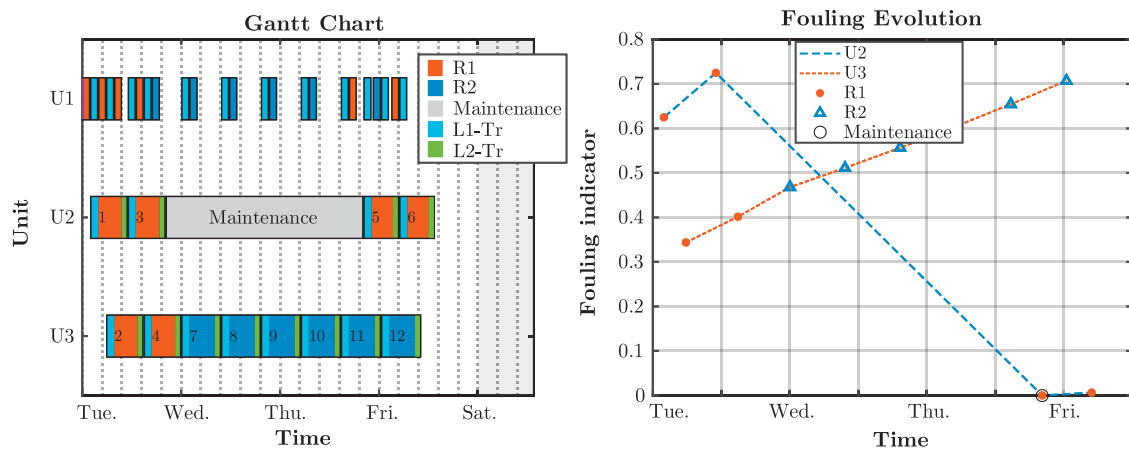 Gantt Chart
U1
U2
U3
Unit
R1
R2
Maintenance
L1-Tr
L2-Tr
1
3
Maintenance
5
6
2
4
7
8
9
10
11
12
Tue.
Wed.
Thu.
Fri.
Sat.
Time
Fouling Evolution
0.8
0.7
0.6
0.5
0.4
0.3
0.2
0.1
0
Fouling indicator
U2
U3
R1
R2
Maintenance
Tue.
Wed.
Thu.
Fri.
Time